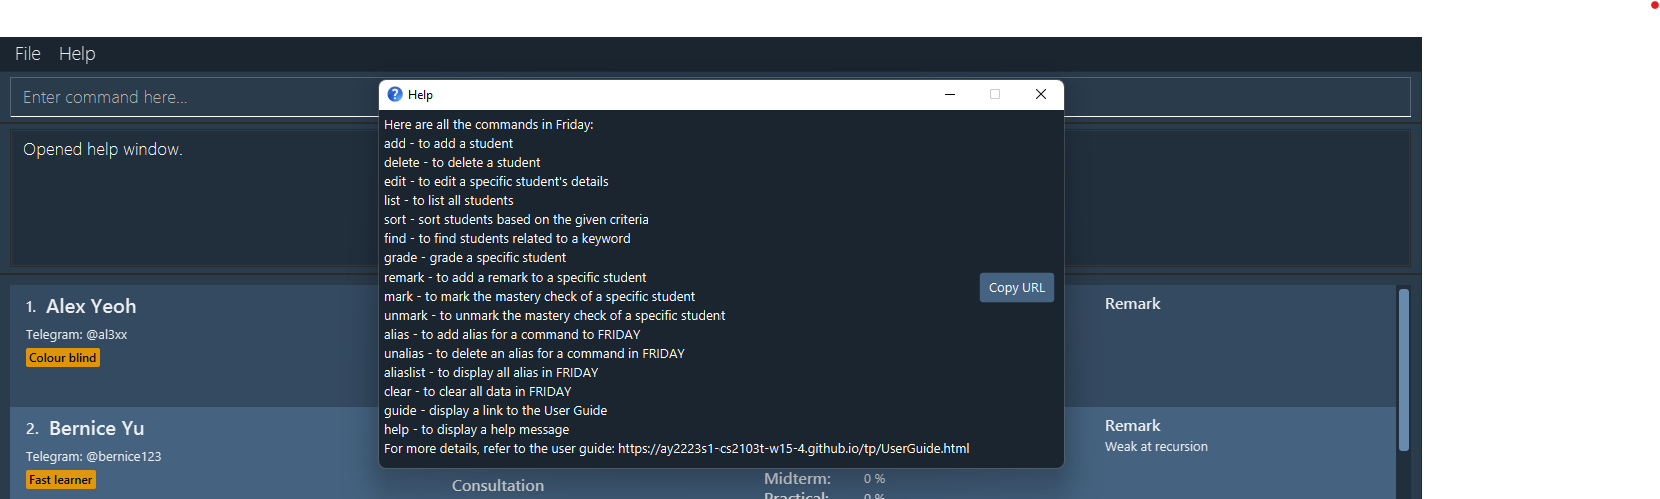 File Help
Enter command here...
Opened help window.
Help
Here are all the commands in Friday:
add - to add a student
delete - to delete a student
edit - to edit a specific student's details
list - to list all students
sort - sort students based on the given criteria
find - to find students related to a keyword
grade - grade a specific student
remark - to add a remark to a specific student
mark - to mark the mastery check of a specific student
unmark - to unmark the mastery check of a specific student
alias - to add alias for a command to FRIDAY
unalias - to delete an alias for a command in FRIDAY
aliaslist - to display all alias in FRIDAY
clear - to clear all data in FRIDAY
guide - display a link to the User Guide
help - to display a help message
For more details, refer to the user guide: https://ay2223s1-cs2103t-w15-4.github.io/tp/UserGuide.html
Copy URL
1. Alex Yeoh
Telegram: @al3xx
Colour blind
Remark
2. Bernice Yu
Telegram: @bernice123
Fast learner
Consultation
Midterm: 0 %
Practical: 0 %
Remark
Weak at recursion